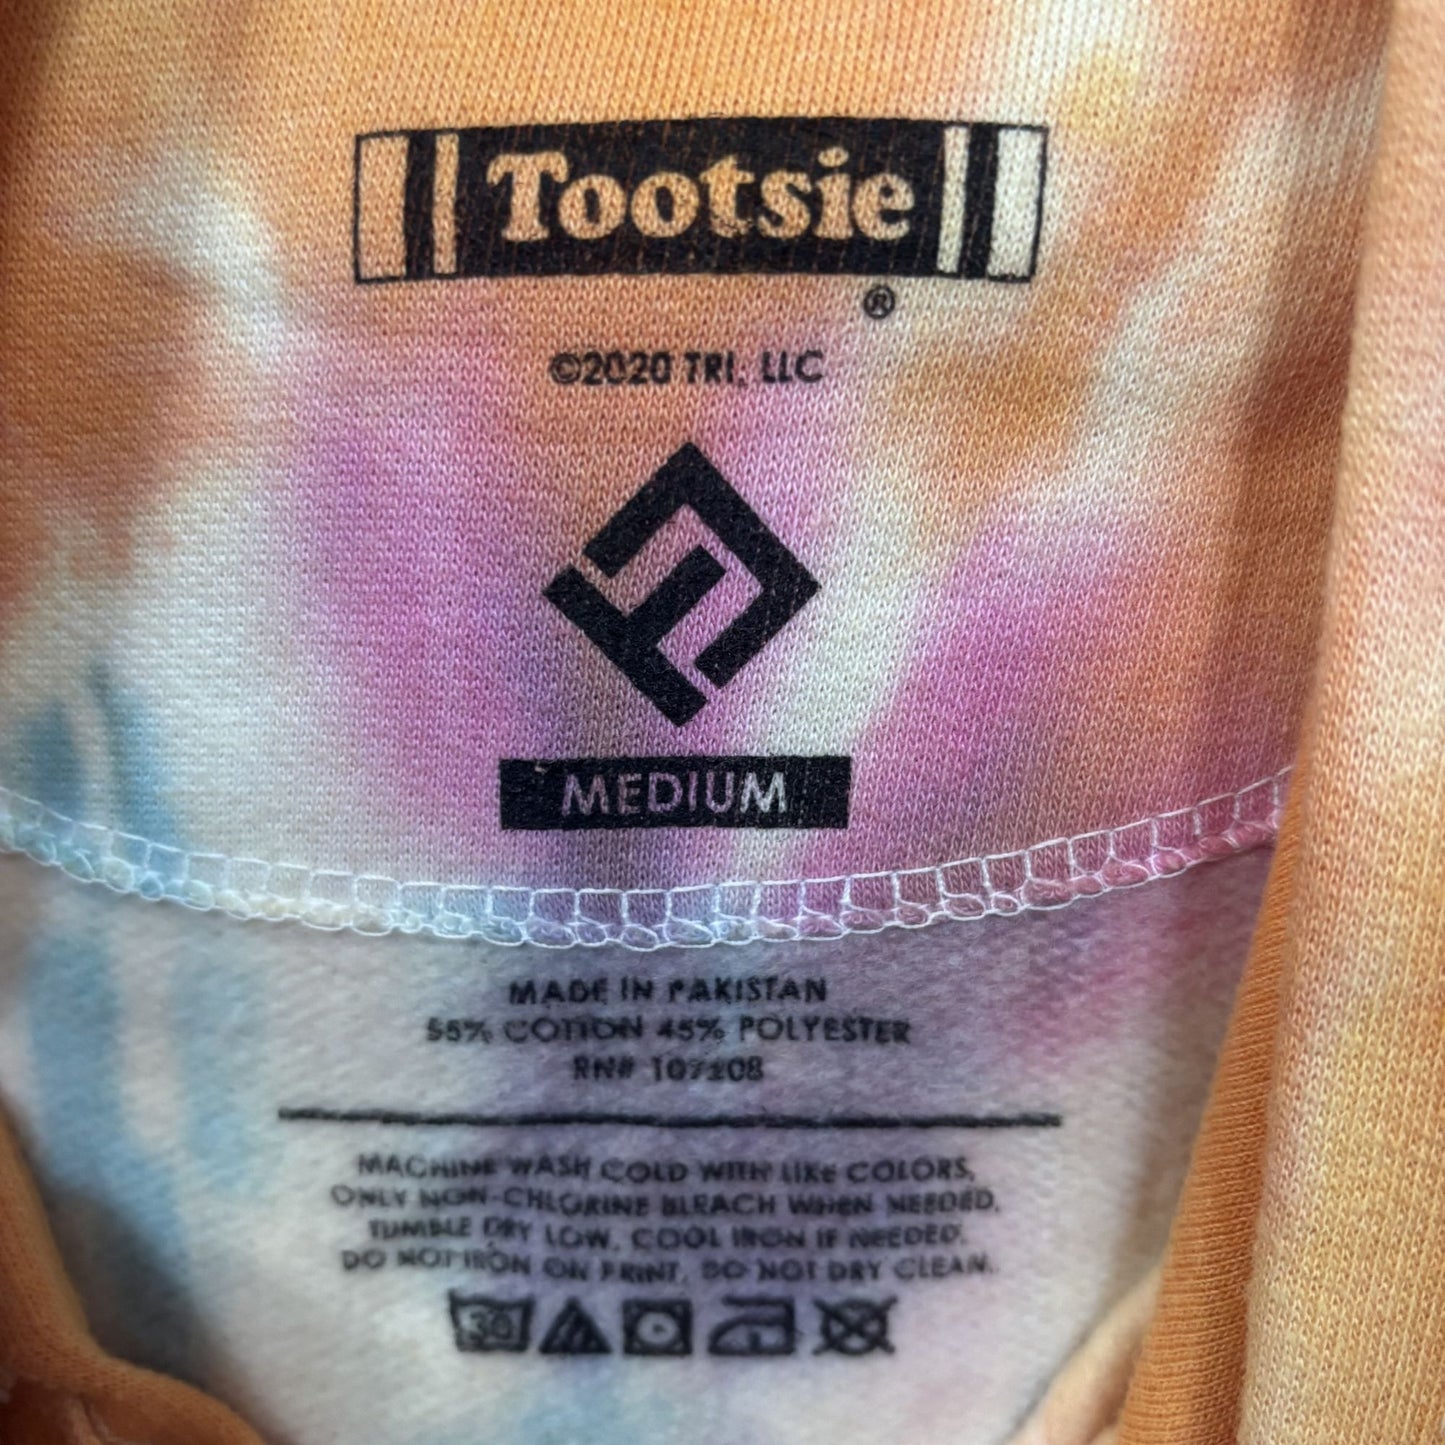 Tootsie
®
©2020 TRI, LLC
MEDIUM
MADE IN PAKISTAN
55% COTTON 45% POLYESTER
RN# 107208
MACHINE WASH COLD WITH LIKE COLORS,
ONLY NON-CHLORINE BLEACH WHEN NEEDED.
TUMBLE DRY LOW, COOL IRON IF NEEDED.
DO NOT IRON ON PRINT, DO NOT DRY CLEAN.
30